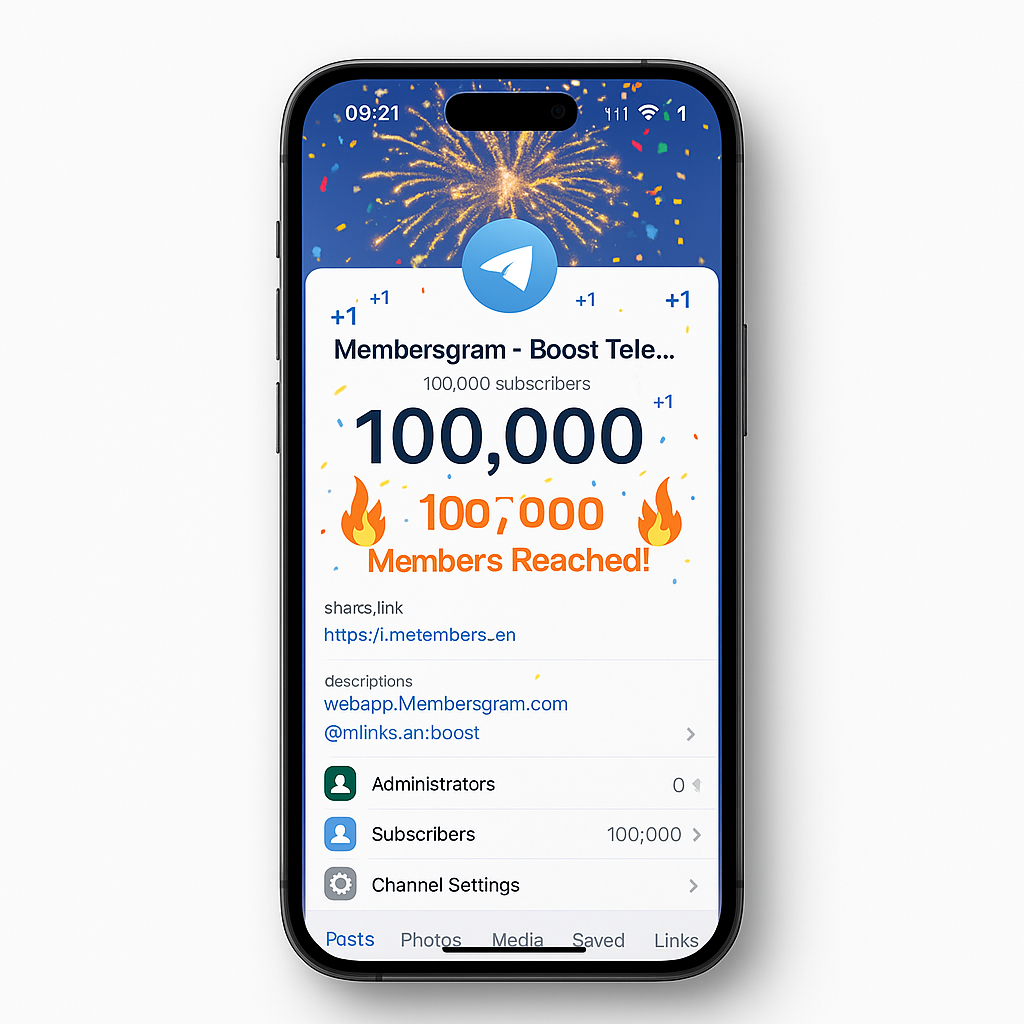 09:21 1
+1 +1 +1 +1
Membersgram - Boost Tele...
100,000 subscribers
+1
100,000
100,000
Members Reached!
sharcs,link
https:/i.metembers_en
descriptions
webapp.Membersgram.com
@mlinks.an:boost
Administrators 0
Subscribers 100;000
Channel Settings
Pasts Photos Media Saved Links